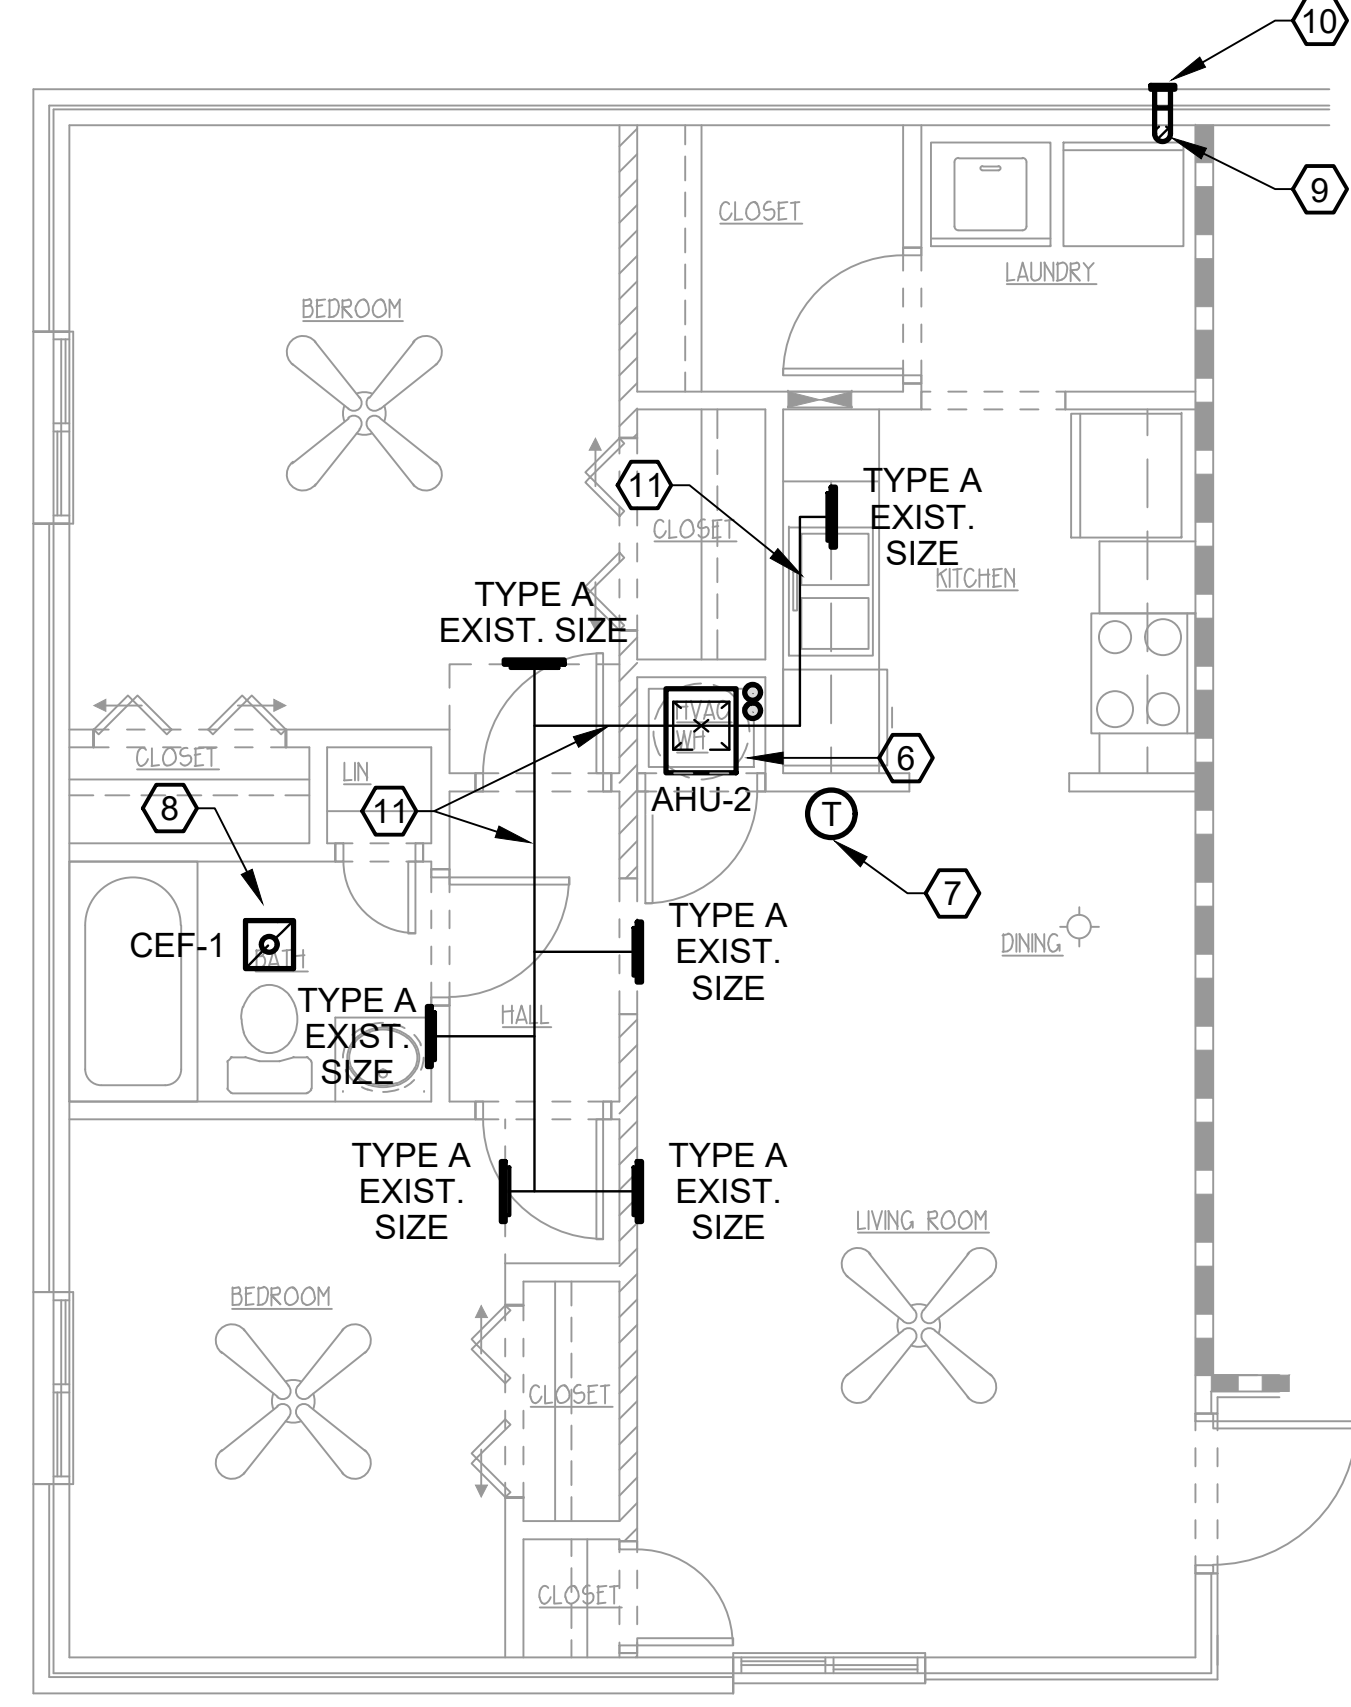 10
9
CLOSET
LAUNDRY
BEDROOM
11
TYPE A
EXIST.
SIZE
CLOSET
KITCHEN
TYPE A
EXIST. SIZE
HVAC
WH
6
AHU-2
CLOSET
LIN
8
11
T
7
CEF-1
BATH
TYPE A
EXIST.
SIZE
DINING
TYPE A
EXIST.
SIZE
HALL
TYPE A
EXIST.
SIZE
TYPE A
EXIST.
SIZE
LIVING ROOM
BEDROOM
CLOSET
CLOSET